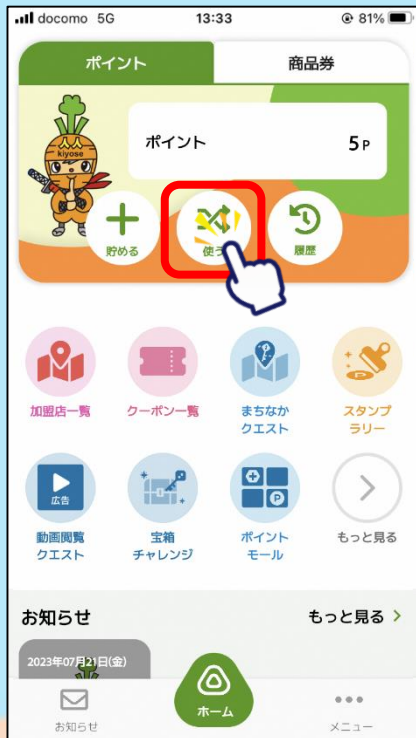 docomo 5G 13:33 81%
ポイント 商品券
kiyose
ポイント 5 P
貯める 使う 履歴
加盟店一覧 クーポン一覧 まちなか
クエスト スタンプ
ラリー
広告
動画閲覧
クエスト 宝箱
チャレンジ ポイント
モール もっと見る
お知らせ もっと見る >
2023年07月21日(金)
お知らせ ホーム メニュー